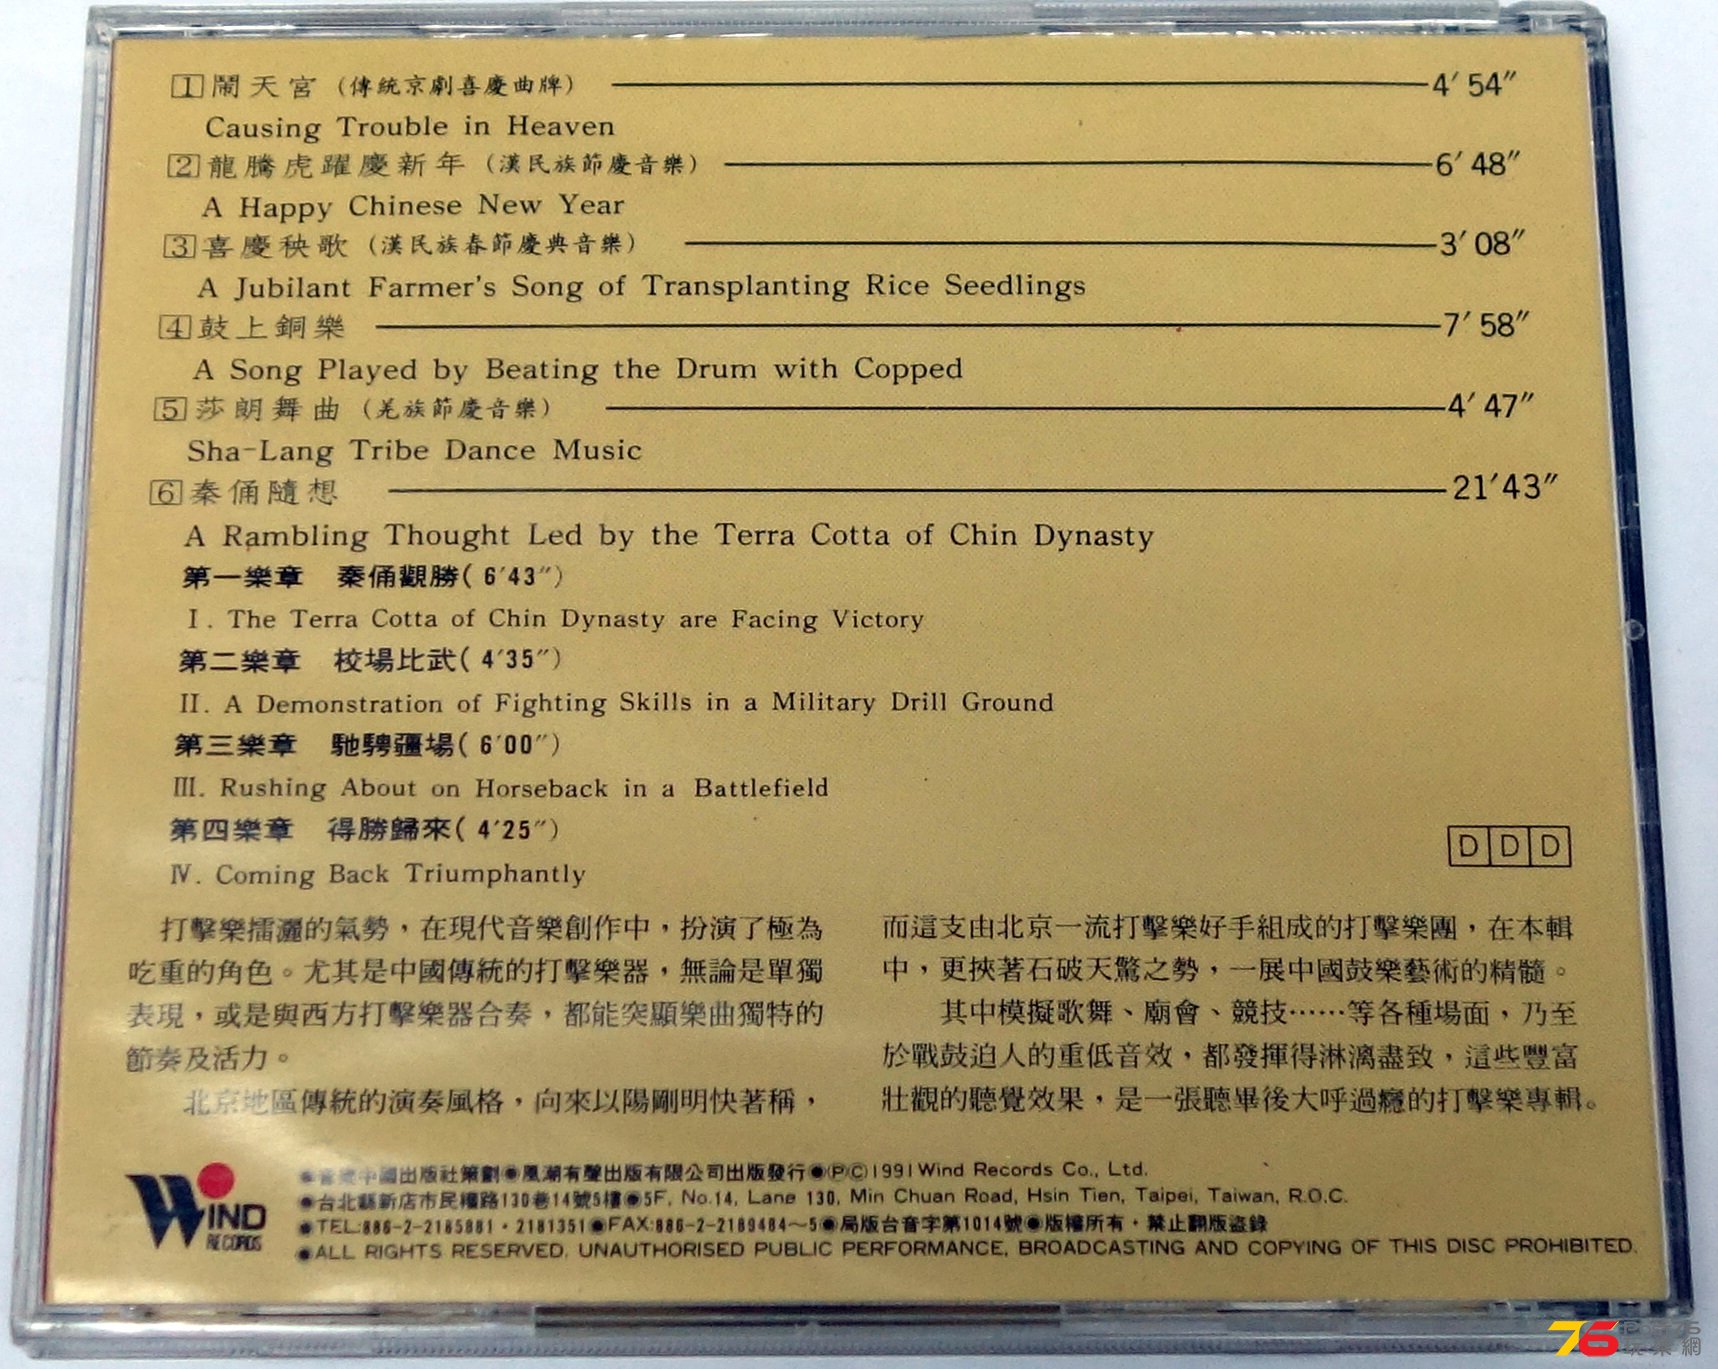 1 鬧天宮（傳統京劇喜慶曲牌） 4′54″
Causing Trouble in Heaven
2 龍騰虎躍慶新年（漢民族節慶音樂） 6′48″
A Happy Chinese New Year
3 喜慶秧歌（漢民族春節慶典音樂） 3′08″
A Jubilant Farmer's Song of Transplanting Rice Seedlings
4 鼓上銅樂 7′58″
A Song Played by Beating the Drum with Copped
5 莎朗舞曲（羌族節慶音樂） 4′47″
Sha-Lang Tribe Dance Music
6 秦俑隨想 21′43″
A Rambling Thought Led by the Terra Cotta of Chin Dynasty
第一樂章　秦俑觀勝( 6′43″)
I. The Terra Cotta of Chin Dynasty are Facing Victory
第二樂章　校場比武( 4′35″)
II. A Demonstration of Fighting Skills in a Military Drill Ground
第三樂章　馳騁疆場( 6′00″)
III. Rushing About on Horseback in a Battlefield
第四樂章　得勝歸來( 4′25″)
IV. Coming Back Triumphantly
D D D
打擊樂擂灑的氣勢，在現代音樂創作中，扮演了極為
吃重的角色。尤其是中國傳統的打擊樂器，無論是單獨
表現，或是與西方打擊樂器合奏，都能突顯樂曲獨特的
節奏及活力。
北京地區傳統的演奏風格，向來以陽剛明快著稱，
而這支由北京一流打擊樂好手組成的打擊樂團，在本輯
中，更挾著石破天驚之勢，一展中國鼓樂藝術的精髓。
其中模擬歌舞、廟會、競技⋯⋯等各種場面，乃至
於戰鼓迫人的重低音效，都發揮得淋漓盡致，這些豐富
壯觀的聽覺效果，是一張聽畢後大呼過癮的打擊樂專輯。
WIND
RECORDS
●音樂中國出版社策劃●風潮有聲出版有限公司出版發行●ⓅⒸ1991 Wind Records Co., Ltd.
●台北縣新店市民權路130巷14號5樓●5F, No.14, Lane 130, Min Chuan Road, Hsin Tien, Taipei, Taiwan, R.O.C.
●TEL:886-2-2185881・2181351●FAX:886-2-2189484～5●局版台音字第1014號●版權所有・禁止翻版盜錄
●ALL RIGHTS RESERVED. UNAUTHORISED PUBLIC PERFORMANCE, BROADCASTING AND COPYING OF THIS DISC PROHIBITED.
76
玩樂網